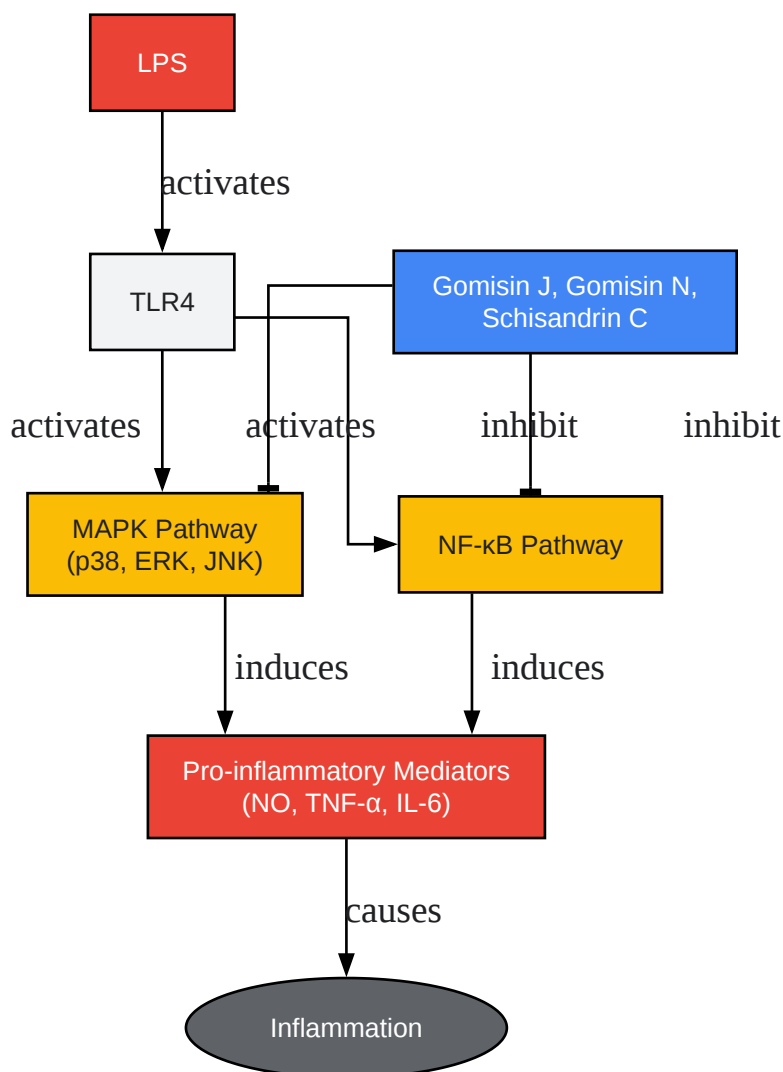 LPS
activates
TLR4
Gomisin J, Gomisin N,
Schisandrin C
activates
activates
inhibit
inhibit
MAPK Pathway
(p38, ERK, JNK)
NF-κB Pathway
induces
induces
Pro-inflammatory Mediators
(NO, TNF-α, IL-6)
causes
Inflammation